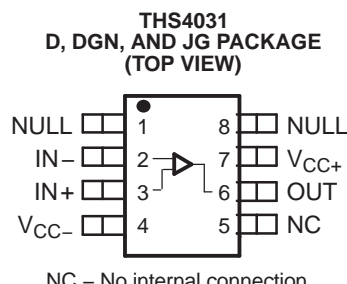 THS4031
D, DGN, AND JG PACKAGE
(TOP VIEW)
NULL 1 8 NULL
IN− 2 7 VCC+
IN+ 3 6 OUT
VCC− 4 5 NC
NC − No internal connection